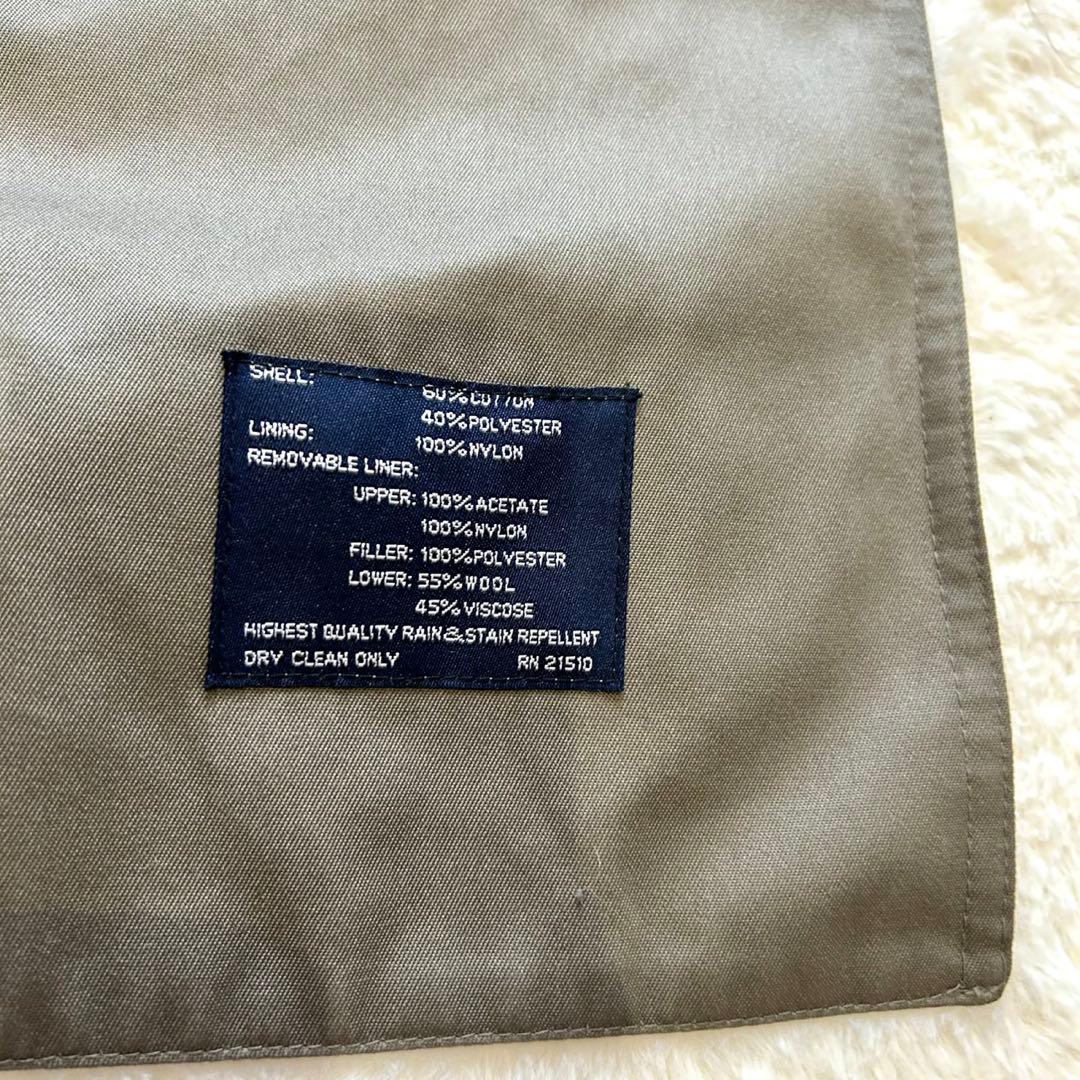 SHELL:
60% COTTON
40% POLYESTER
LINING:
100% NYLON
REMOVABLE LINER:
UPPER: 100% ACETATE
100% NYLON
FILLER: 100% POLYESTER
LOWER: 55% WOOL
45% VISCOSE
HIGHEST QUALITY RAIN & STAIN REPELLENT
DRY CLEAN ONLY RN 21510